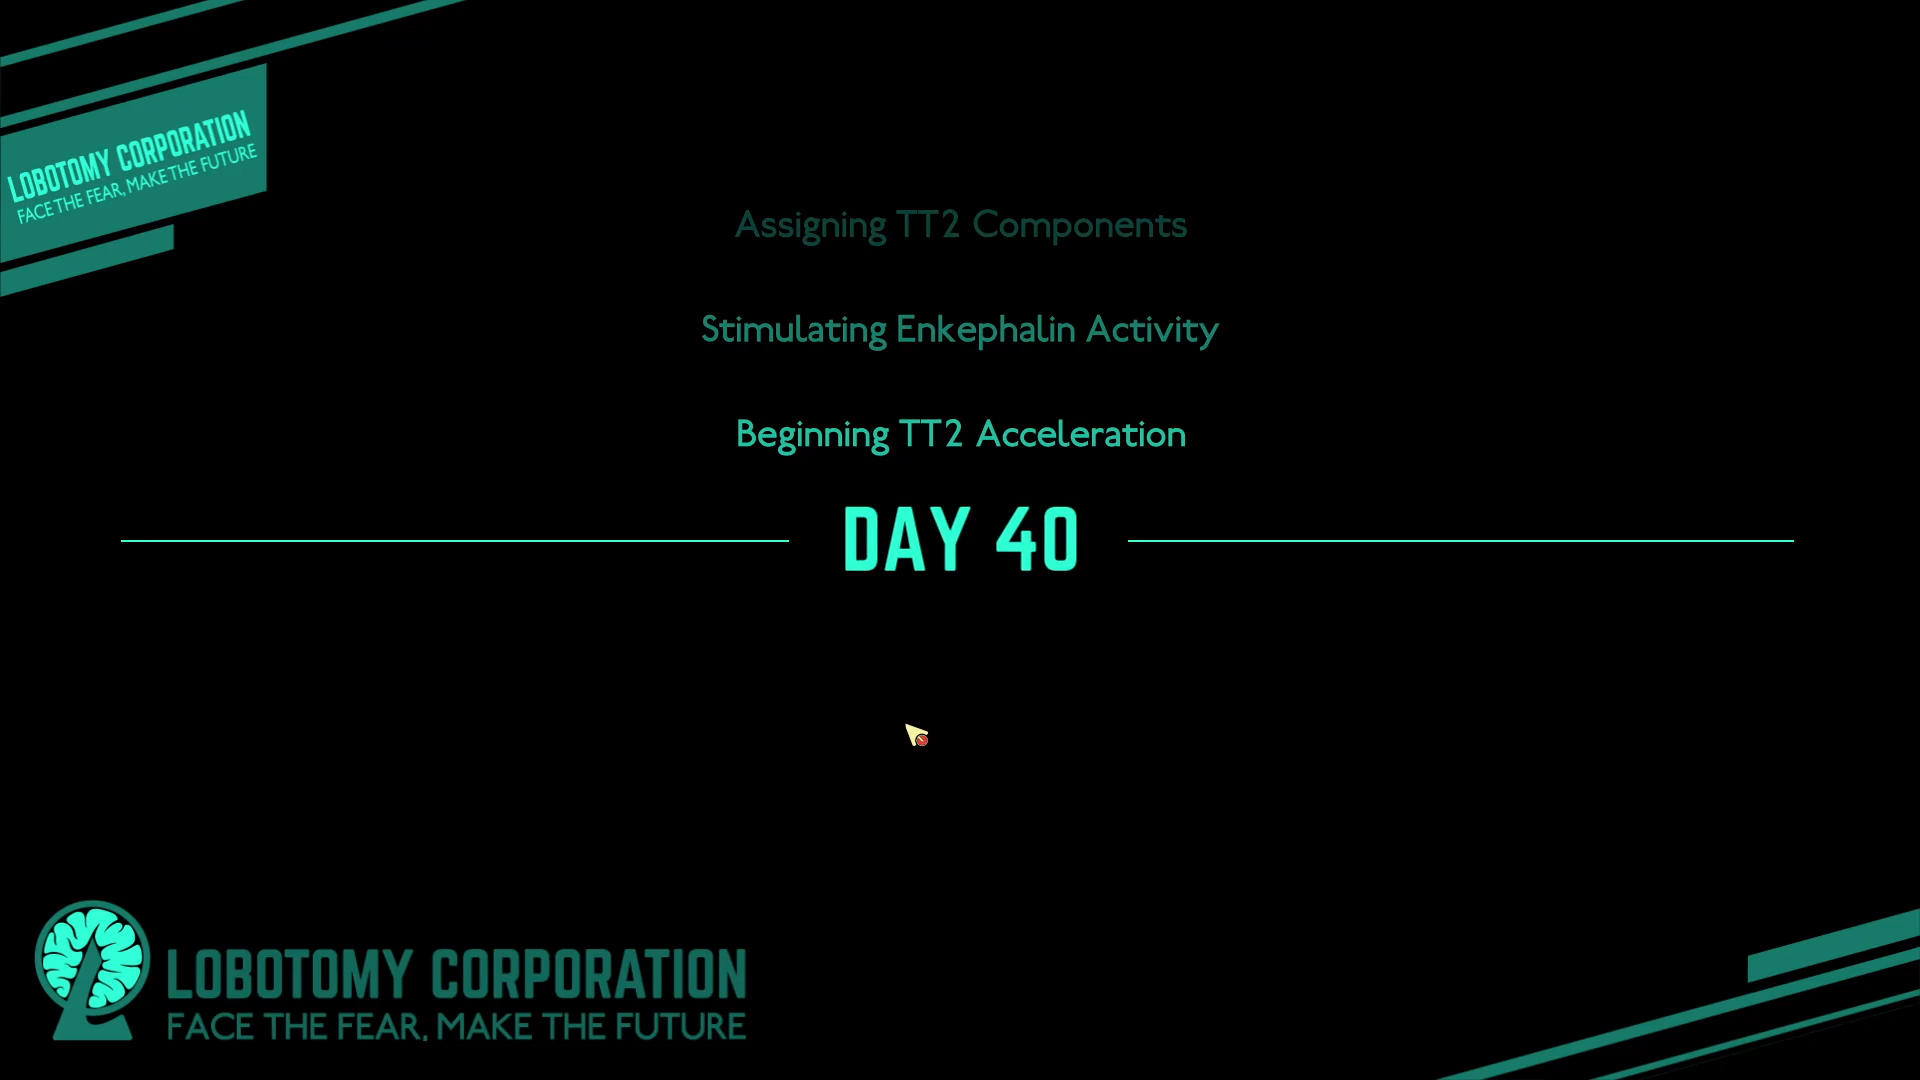 LOBOTOMY CORPORATION
FACE THE FEAR, MAKE THE FUTURE
Assigning TT2 Components
Stimulating Enkephalin Activity
Beginning TT2 Acceleration
DAY 40
LOBOTOMY CORPORATION
FACE THE FEAR, MAKE THE FUTURE